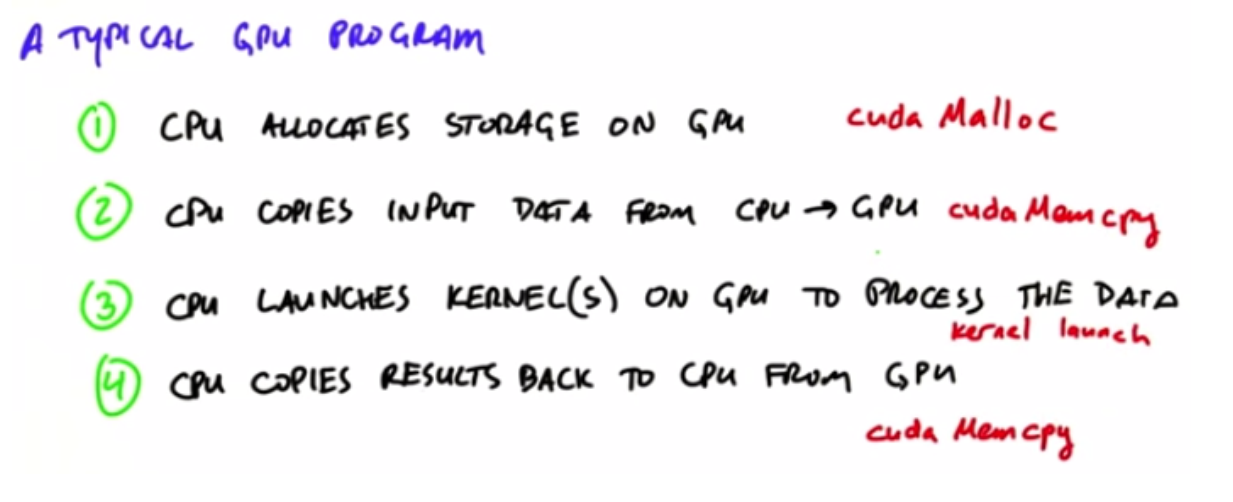 A TYPICAL GPU PROGRAM
1 CPU ALLOCATES STORAGE ON GPU cuda Malloc
2 CPU COPIES INPUT DATA FROM CPU → GPU cudaMemcpy
3 CPU LAUNCHES KERNEL(S) ON GPU TO PROCESS THE DATA
kernel launch
4 CPU COPIES RESULTS BACK TO CPU FROM GPU
cuda Memcpy